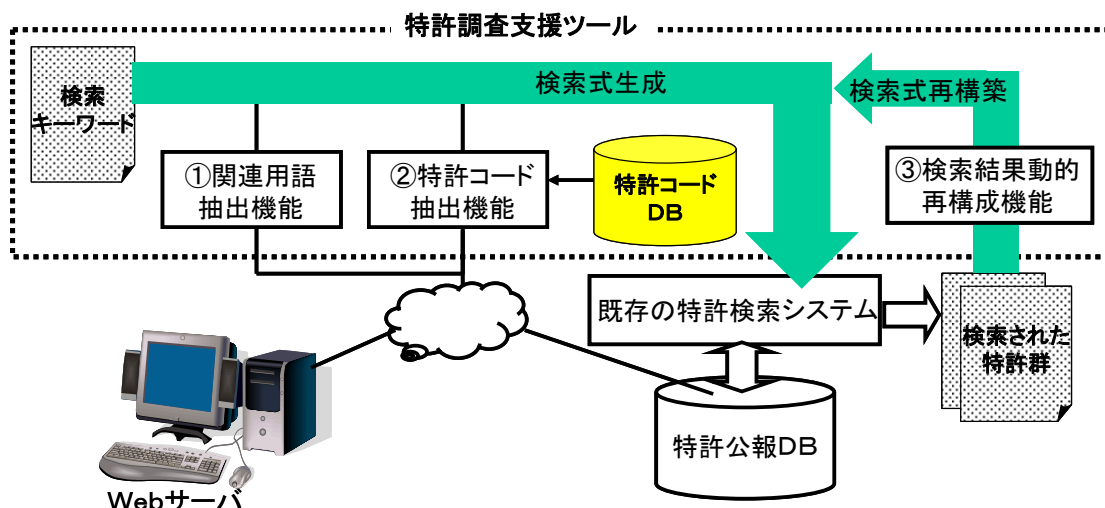 特許調査支援ツール
検索
キーワード
検索式生成
検索式再構築
①関連用語
抽出機能
②特許コード
抽出機能
特許コード
DB
③検索結果動的
再構成機能
既存の特許検索システム
検索された
特許群
特許公報DB
Webサーバ